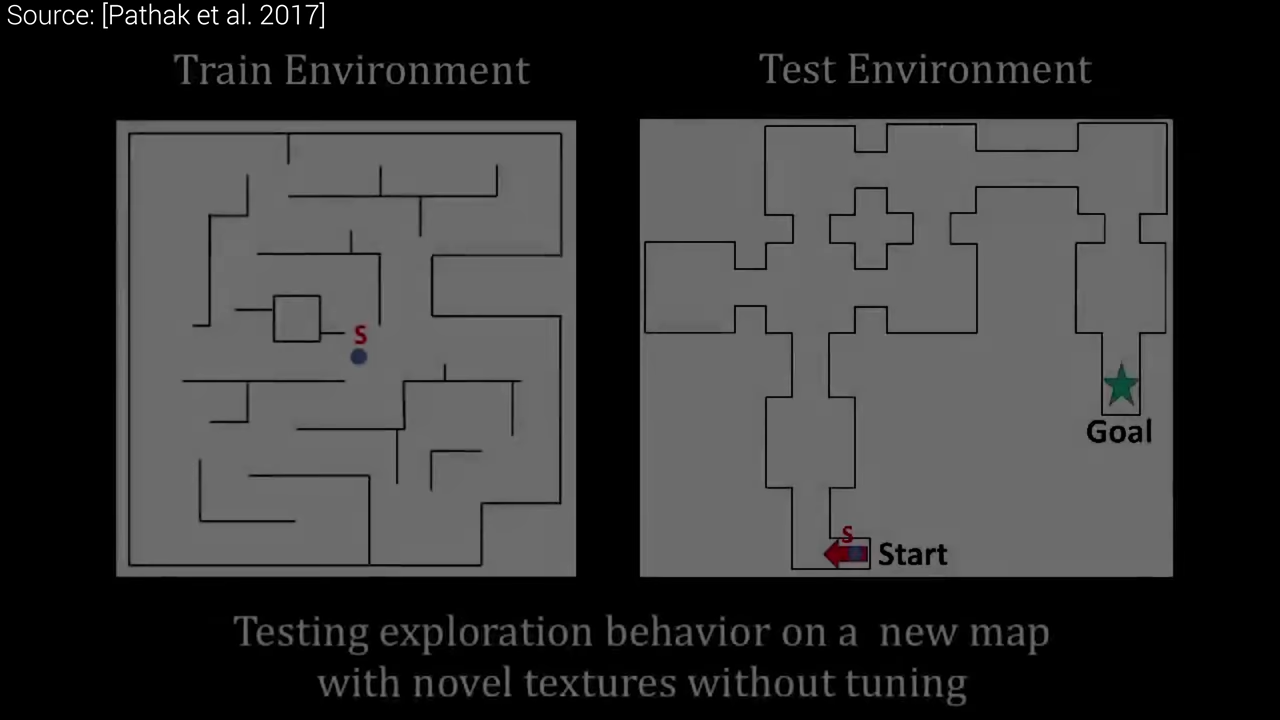 Source: [Pathak et al. 2017]
Train Environment
Test Environment
S
Goal
S
Start
Testing exploration behavior on a new map
with novel textures without tuning